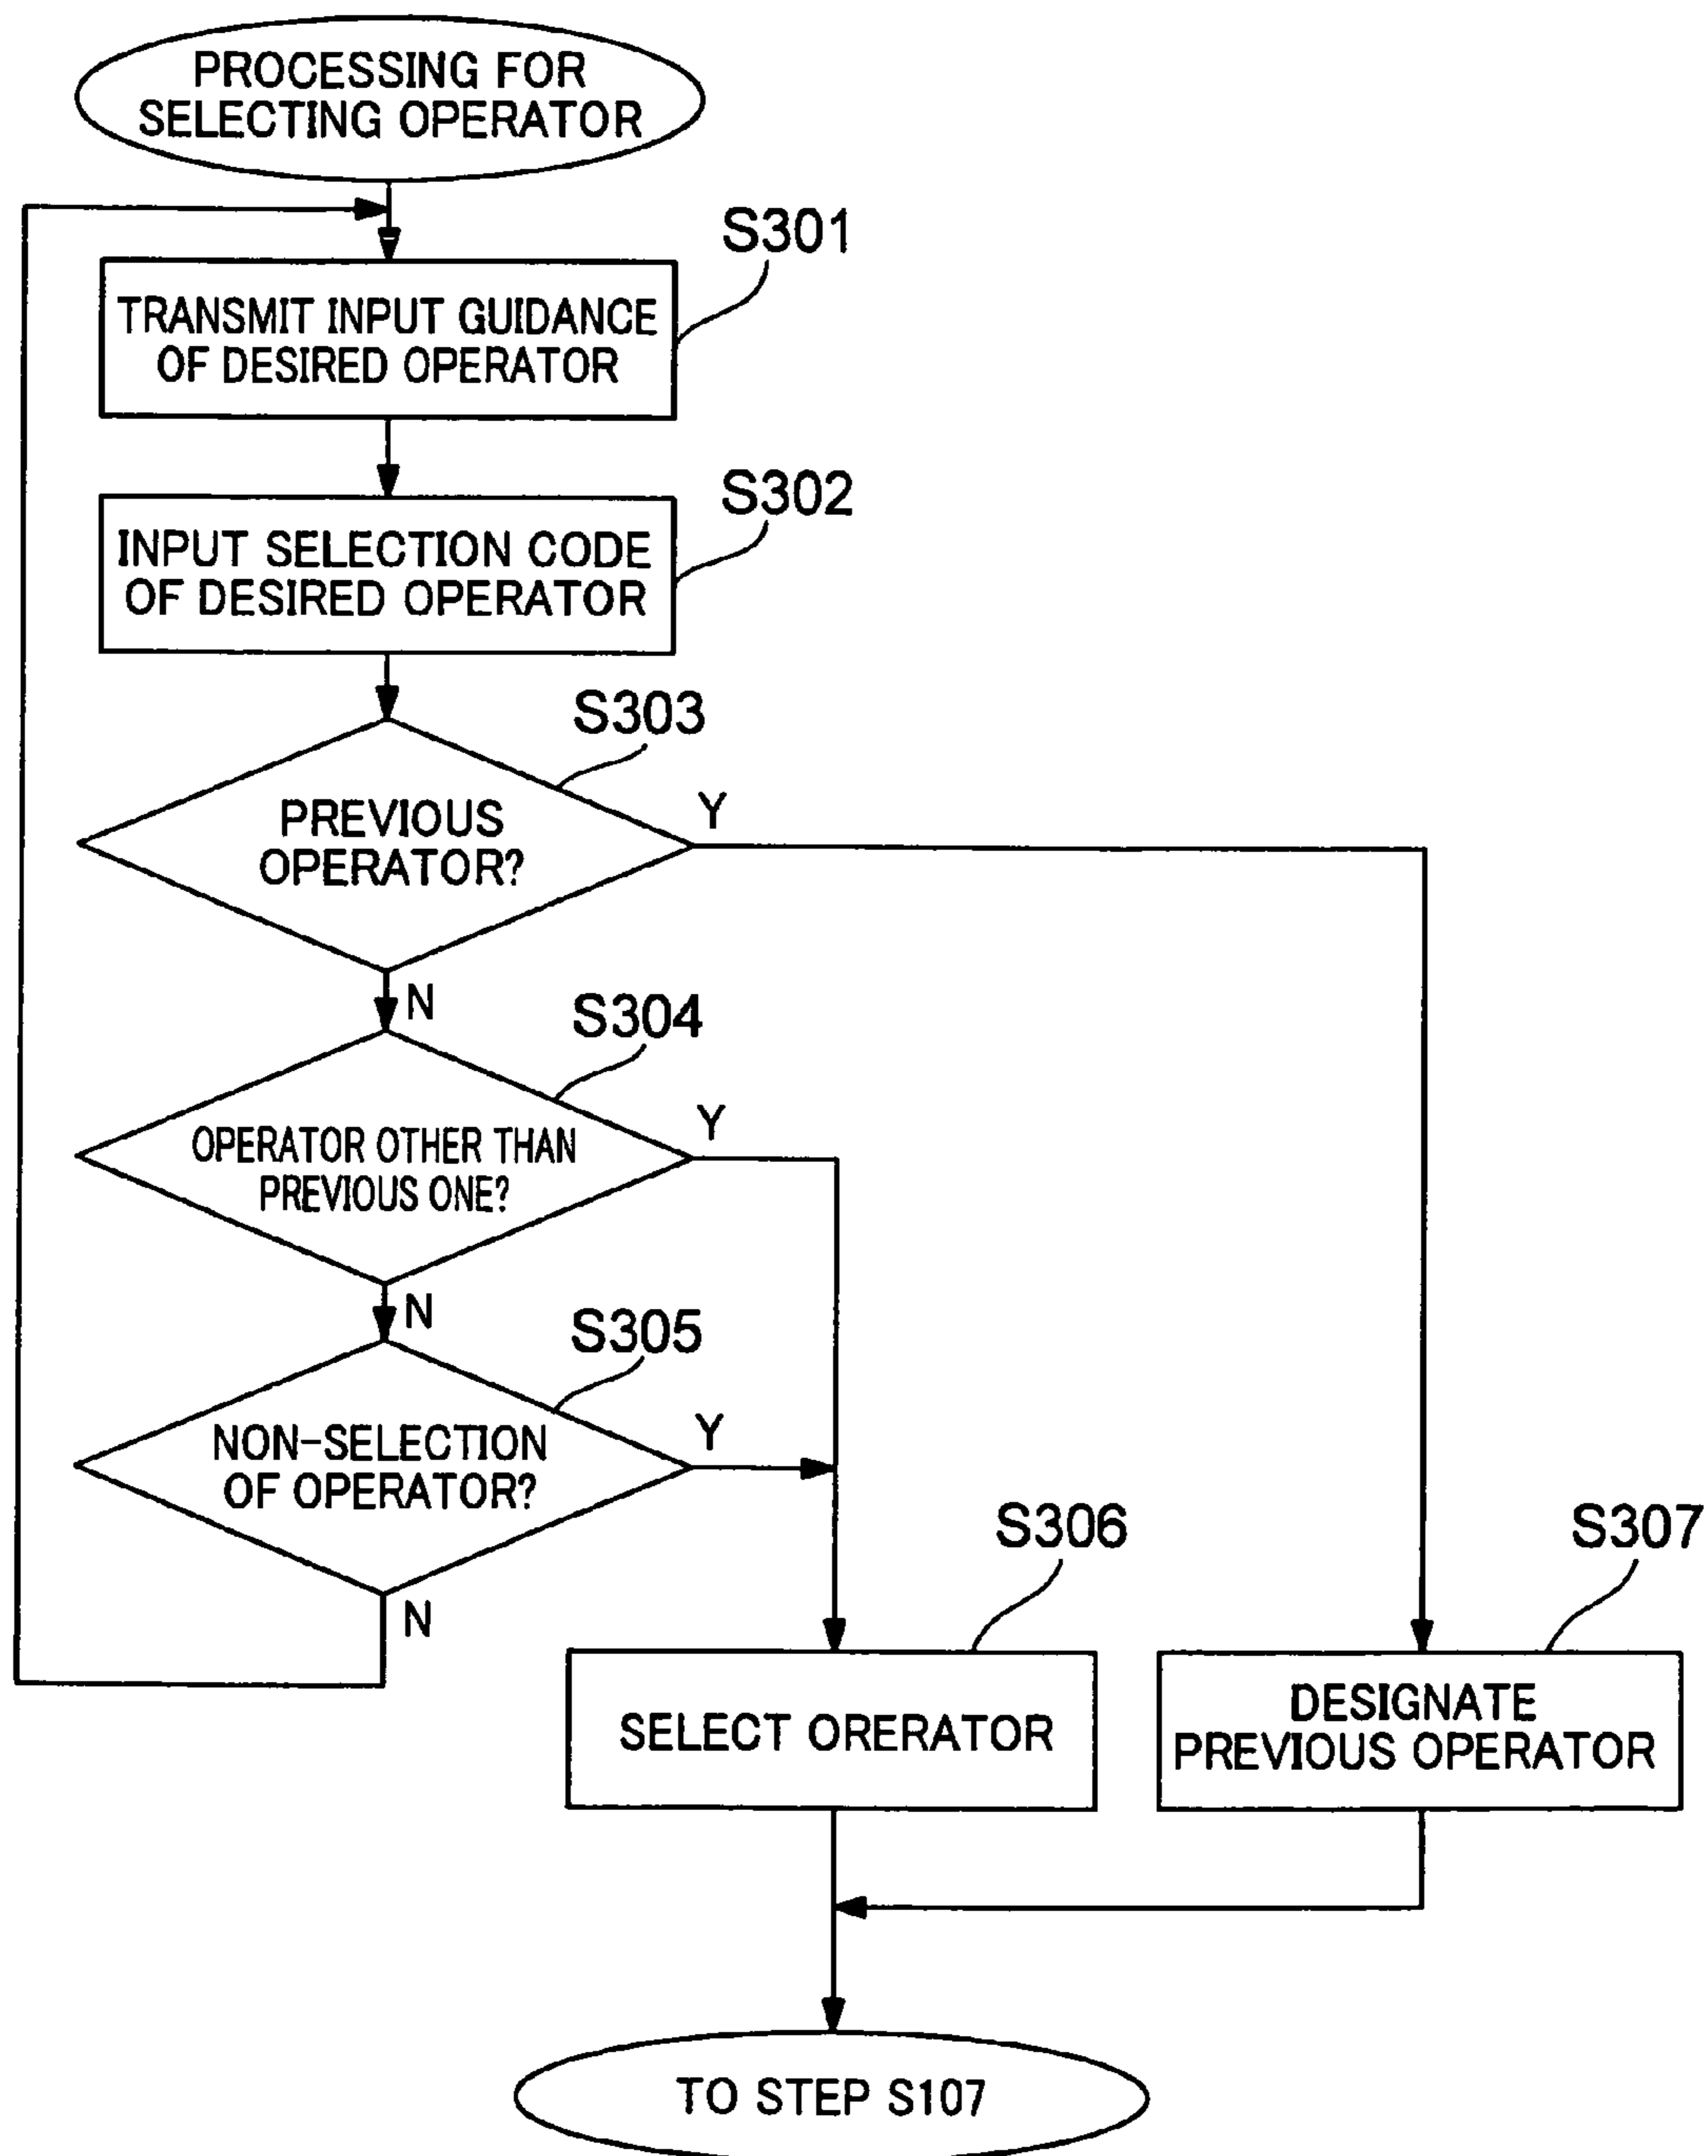 PROCESSING FOR
SELECTING OPERATOR
S301
TRANSMIT INPUT GUIDANCE
OF DESIRED OPERATOR
S302
INPUT SELECTION CODE
OF DESIRED OPERATOR
S303
PREVIOUS
OPERATOR?
Y
N
S304
OPERATOR OTHER THAN
PREVIOUS ONE?
Y
N
S305
NON-SELECTION
OF OPERATOR?
Y
N
S306
SELECT ORERATOR
S307
DESIGNATE
PREVIOUS OPERATOR
TO STEP S107